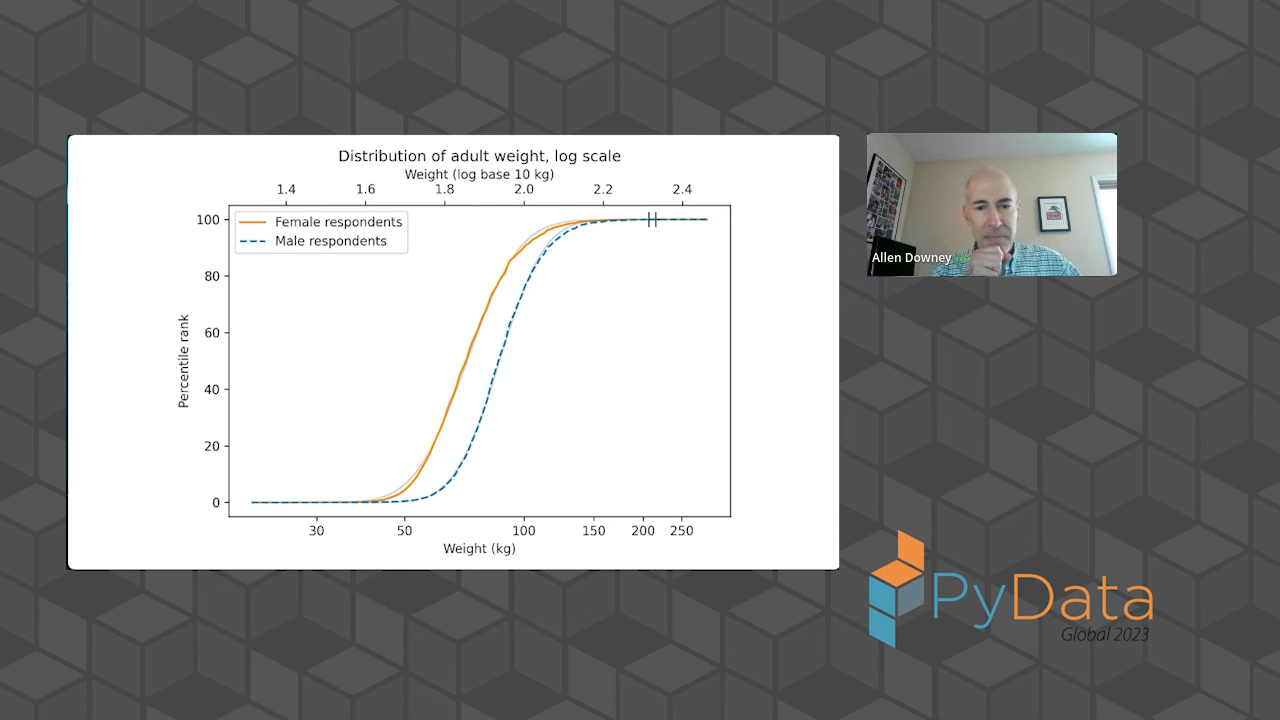 Distribution of adult weight, log scale
Weight (log base 10 kg)
1.4 1.6 1.8 2.0 2.2 2.4
100
80
60
40
20
0
Percentile rank
Female respondents
Male respondents
30 50 100 150 200 250
Weight (kg)
Allen Downey
PyData
Global 2023